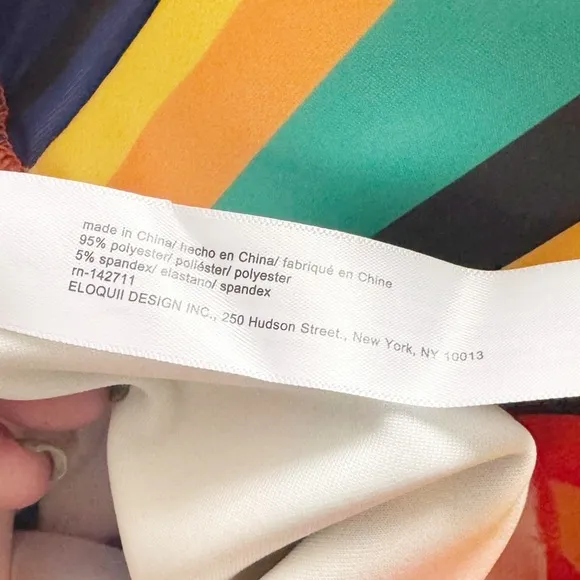 made in China/ hecho en China/ fabriqué en Chine
95% polyester/ poliéster/ polyester
5% spandex/ elastano/ spandex
rn-142711
ELOQUII DESIGN INC., 250 Hudson Street., New York, NY 10013